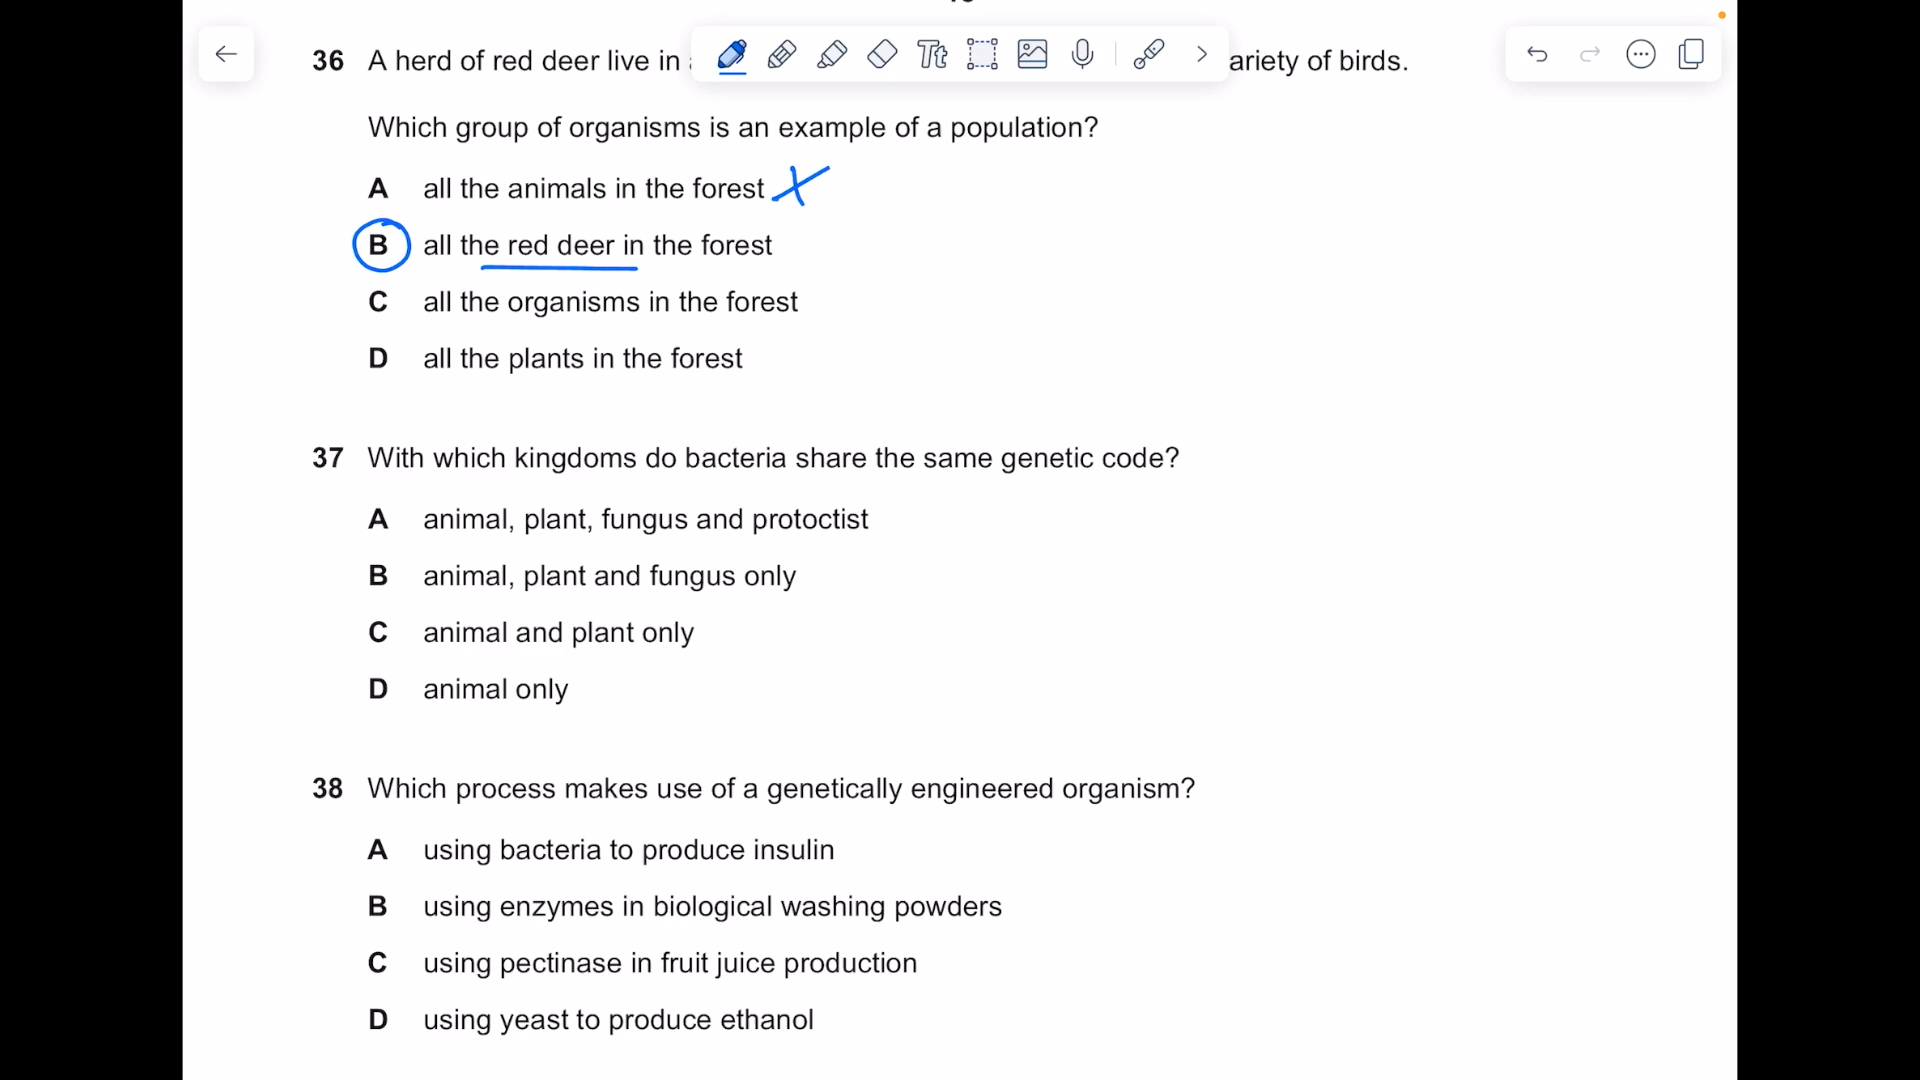 36 A herd of red deer live in
ariety of birds.
Which group of organisms is an example of a population?
A all the animals in the forest
B all the red deer in the forest
C all the organisms in the forest
D all the plants in the forest
37 With which kingdoms do bacteria share the same genetic code?
A animal, plant, fungus and protoctist
B animal, plant and fungus only
C animal and plant only
D animal only
38 Which process makes use of a genetically engineered organism?
A using bacteria to produce insulin
B using enzymes in biological washing powders
C using pectinase in fruit juice production
D using yeast to produce ethanol